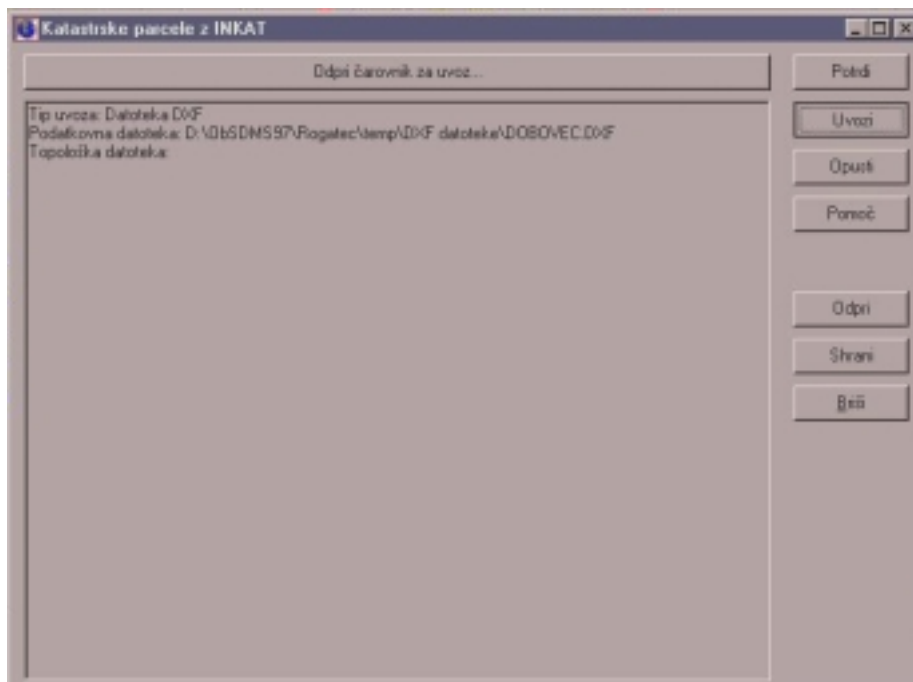 Katastrske parcele z INKAT
Odpri čarovnik za uvoz...
Tip uvoza: Datoteka DXF
Podatkovna datoteka: D:\ObSDMS97\Rogatec\temp\DXF datoteka\DOBOVEC.DXF
Topološka datoteka:
Potrdi
Uvozi
Opusti
Pomoč
Odpri
Shrani
Briši